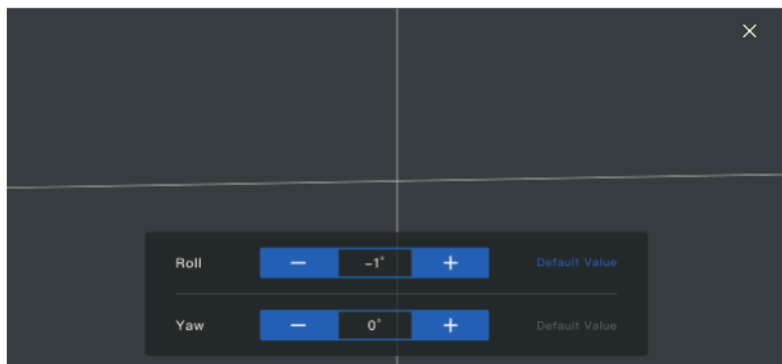 Roll − −1° + Default Value
Yaw − 0° + Default Value